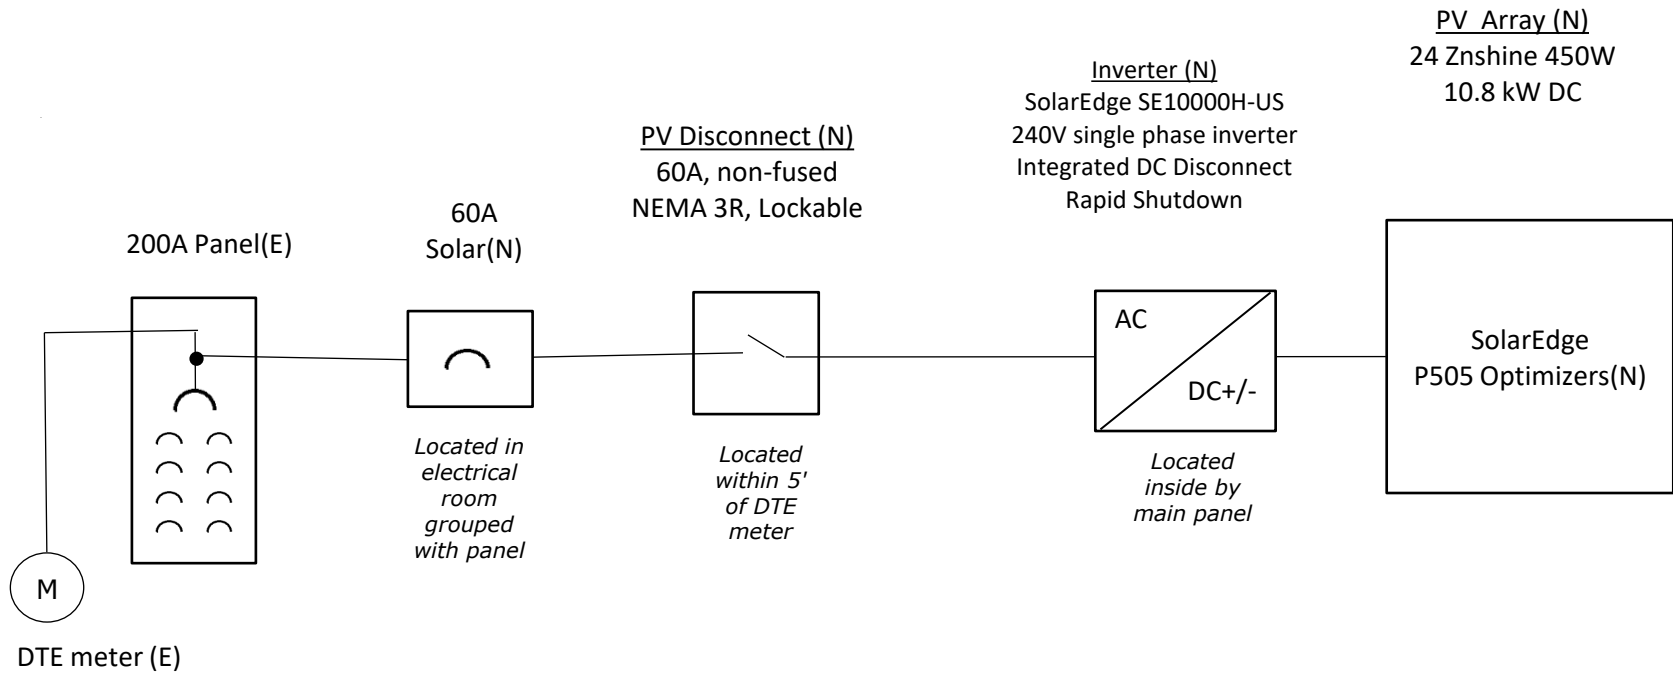 PV Array (N)
24 Znshine 450W
10.8 kW DC
Inverter (N)
SolarEdge SE10000H-US
240V single phase inverter
Integrated DC Disconnect
Rapid Shutdown
PV Disconnect (N)
60A, non-fused
NEMA 3R, Lockable
60A
Solar(N)
200A Panel(E)
AC
DC+/-
SolarEdge
P505 Optimizers(N)
Located in
electrical
room
grouped
with panel
Located
within 5'
of DTE
meter
Located
inside by
main panel
M
DTE meter (E)